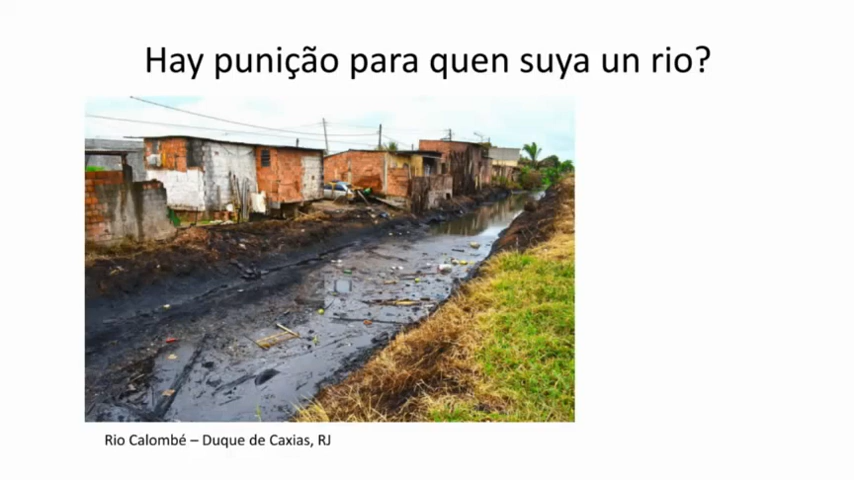 Hay punição para quen suya un rio?
Rio Calombé – Duque de Caxias, RJ